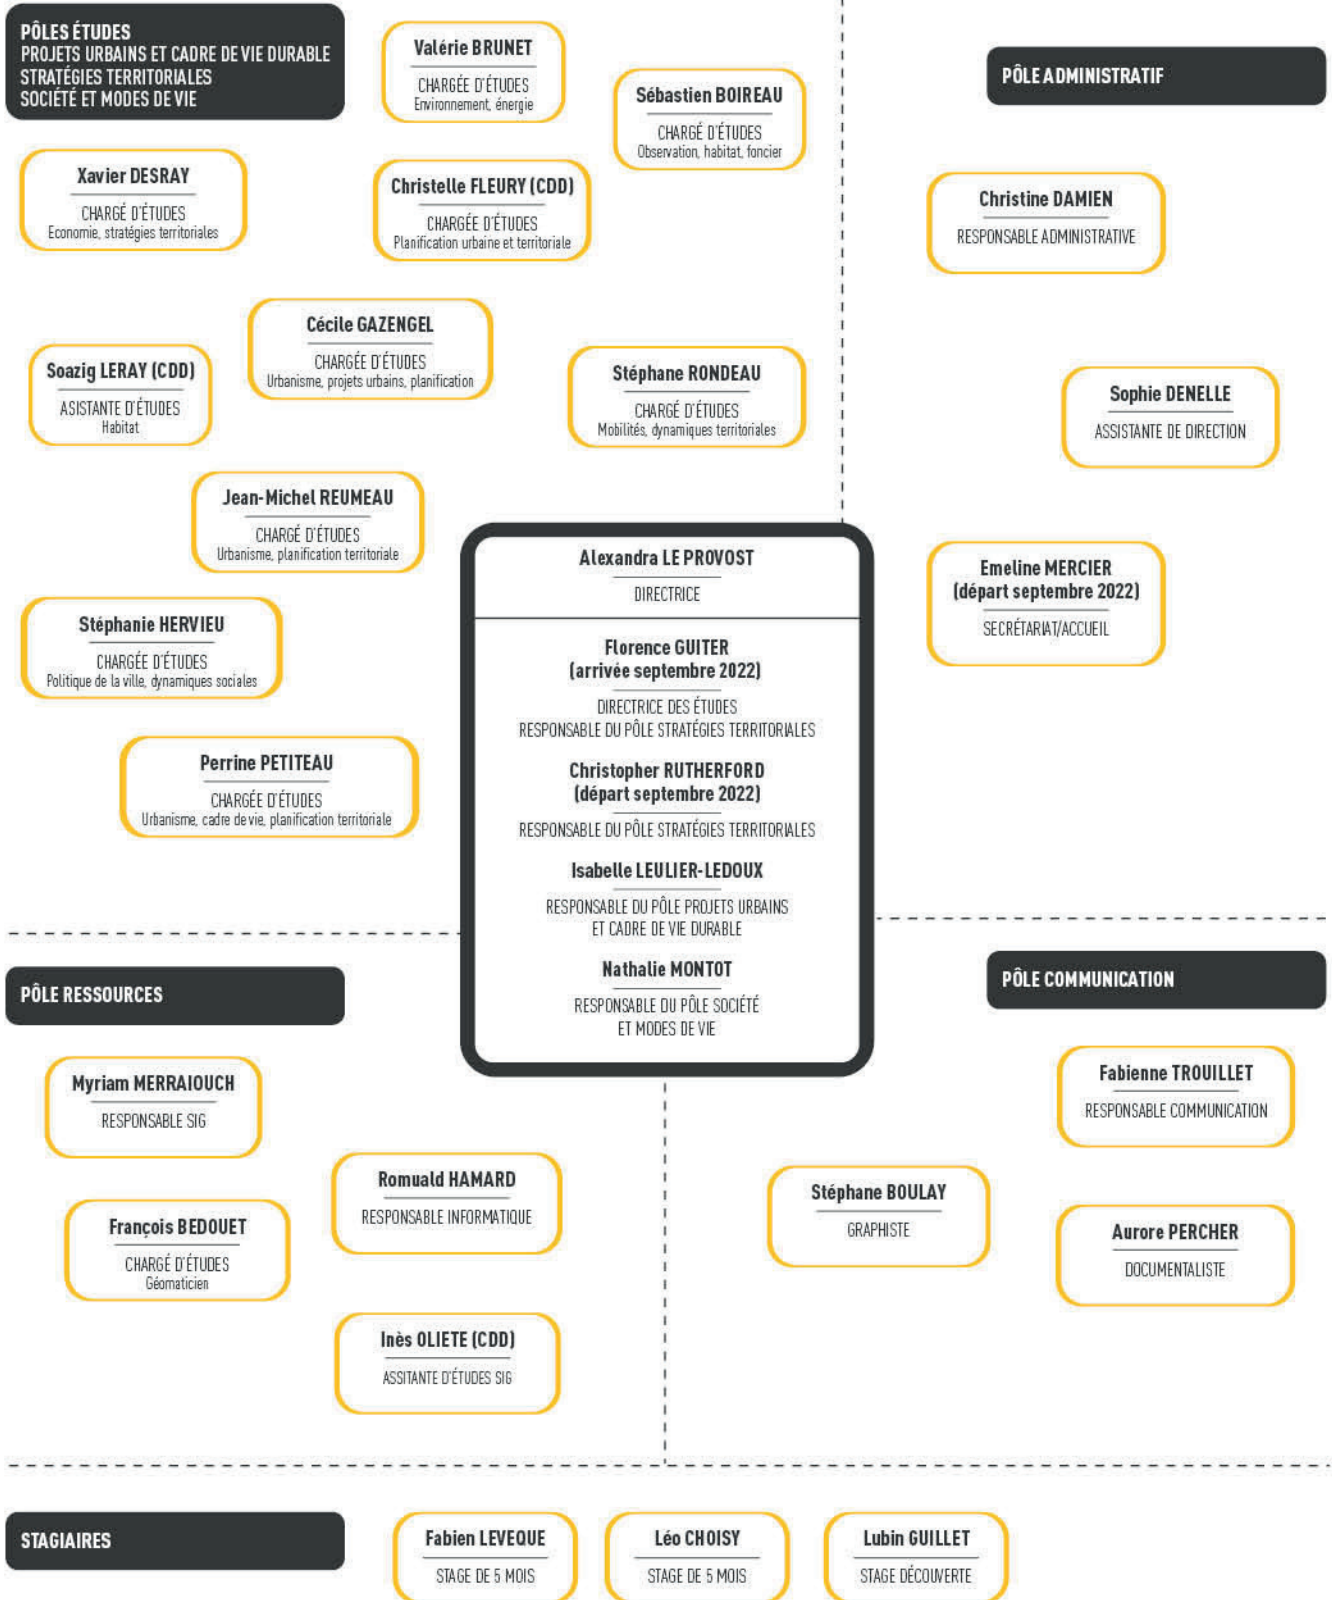 PÔLES ÉTUDES
PROJETS URBAINS ET CADRE DE VIE DURABLE
STRATÉGIES TERRITORIALES
SOCIÉTÉ ET MODES DE VIE
Valérie BRUNET
CHARGÉE D'ÉTUDES
Environnement, énergie
Sébastien BOIREAU
CHARGÉ D'ÉTUDES
Observation, habitat, foncier
Xavier DESRAY
CHARGÉ D'ÉTUDES
Economie, stratégies territoriales
Christelle FLEURY (CDD)
CHARGÉE D'ÉTUDES
Planification urbaine et territoriale
Cécile GAZENGEL
CHARGÉE D'ÉTUDES
Urbanisme, projets urbains, planification
Soazig LERAY (CDD)
ASISTANTE D'ÉTUDES
Habitat
Stéphane RONDEAU
CHARGÉ D'ÉTUDES
Mobilités, dynamiques territoriales
Jean-Michel REUMEAU
CHARGÉ D'ÉTUDES
Urbanisme, planification territoriale
Stéphanie HERVIEU
CHARGÉE D'ÉTUDES
Politique de la ville, dynamiques sociales
Perrine PETITEAU
CHARGÉE D'ÉTUDES
Urbanisme, cadre de vie, planification territoriale
PÔLE ADMINISTRATIF
Christine DAMIEN
RESPONSABLE ADMINISTRATIVE
Sophie DENELLE
ASSISTANTE DE DIRECTION
Emeline MERCIER
(départ septembre 2022)
SECRÉTARIAT/ACCUEIL
Alexandra LE PROVOST
DIRECTRICE
Florence GUITER
(arrivée septembre 2022)
DIRECTRICE DES ÉTUDES
RESPONSABLE DU PÔLE STRATÉGIES TERRITORIALES
Christopher RUTHERFORD
(départ septembre 2022)
RESPONSABLE DU PÔLE STRATÉGIES TERRITORIALES
Isabelle LEULIER-LEDOUX
RESPONSABLE DU PÔLE PROJETS URBAINS
ET CADRE DE VIE DURABLE
Nathalie MONTOT
RESPONSABLE DU PÔLE SOCIÉTÉ
ET MODES DE VIE
PÔLE RESSOURCES
Myriam MERRAIOUCH
RESPONSABLE SIG
Romuald HAMARD
RESPONSABLE INFORMATIQUE
François BEDOUET
CHARGÉ D'ÉTUDES
Géomaticien
Inès OLIETE (CDD)
ASSITANTE D'ÉTUDES SIG
PÔLE COMMUNICATION
Fabienne TROUILLET
RESPONSABLE COMMUNICATION
Stéphane BOULAY
GRAPHISTE
Aurore PERCHER
DOCUMENTALISTE
STAGIAIRES
Fabien LEVEQUE
STAGE DE 5 MOIS
Léo CHOISY
STAGE DE 5 MOIS
Lubin GUILLET
STAGE DÉCOUVERTE